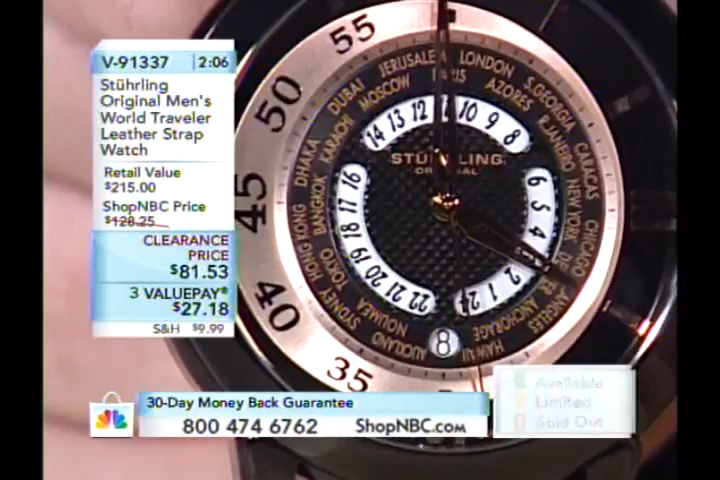 V-91337 2:06
Stührling
Original Men's
World Traveler
Leather Strap
Watch
Retail Value
$215.00
ShopNBC Price
$128.25
CLEARANCE
PRICE
$81.53
3 VALUEPAY®
$27.18
S&H $9.99
30-Day Money Back Guarantee
800 474 6762 ShopNBC.com
Available
Limited
Sold Out
55
50
45
40
35
STÜHRLING
ORIGINAL
LONDON
PARIS
JERUSALEM
MOSCOW
DUBAI
KARACHI
DHAKA
BANGKOK
HONG KONG
TOKYO
SYDNEY
NOUMEA
AUCKLAND
HAWAII
ANCHORAGE
ANGELES
CHICAGO
NEW YORK
CARACAS
R.JANEIRO
S.GEORGIA
AZORES
14 13 12 10 9 8
6 5 4
2 1 24
22 21 20 19 18 17 16
8